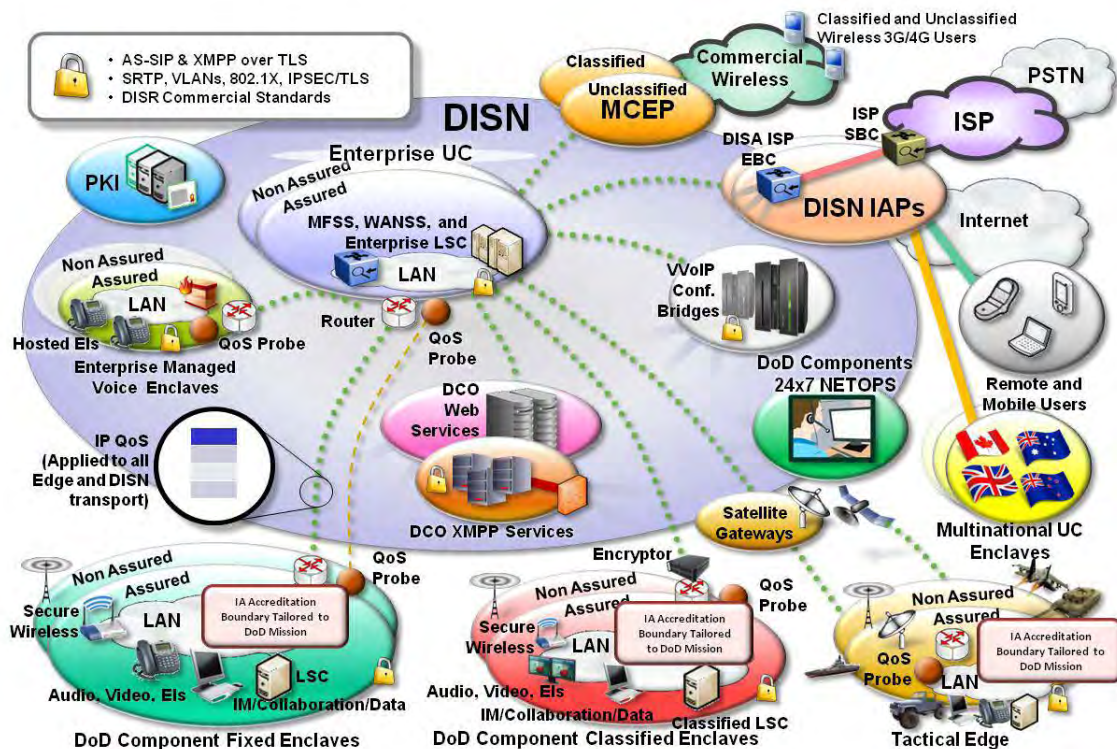 • AS-SIP & XMPP over TLS
• SRTP, VLANs, 802.1X, IPSEC/TLS
• DISR Commercial Standards
Classified and Unclassified
Wireless 3G/4G Users
Commercial
Wireless
Classified
Unclassified
MCEP
PSTN
ISP
ISP
SBC
DISA ISP
EBC
DISN IAPs
Internet
DISN
Enterprise UC
Non Assured
Assured
MFSS, WANSS, and
Enterprise LSC
LAN
PKI
Non Assured
Assured
LAN
Hosted EIs
QoS Probe
Enterprise Managed
Voice Enclaves
Router
QoS
Probe
VVoIP
Conf.
Bridges
DoD Components
24x7 NETOPS
Remote and
Mobile Users
DCO
Web
Services
DCO XMPP Services
IP QoS
(Applied to all
Edge and DISN
transport)
Satellite
Gateways
Multinational UC
Enclaves
QoS
Probe
Non Assured
Assured
Secure
Wireless
LAN
IA Accreditation
Boundary Tailored to
DoD Mission
LSC
Audio, Video, EIs
IM/Collaboration/Data
DoD Component Fixed Enclaves
Encryptor
QoS
Probe
Non Assured
Assured
Secure
Wireless
LAN
IA Accreditation
Boundary Tailored
to DoD Mission
Audio, Video, EIs
IM/Collaboration/Data
Classified LSC
DoD Component Classified Enclaves
Non Assured
Assured
IA Accreditation
Boundary Tailored to
DoD Mission
QoS
Probe
LAN
Tactical Edge